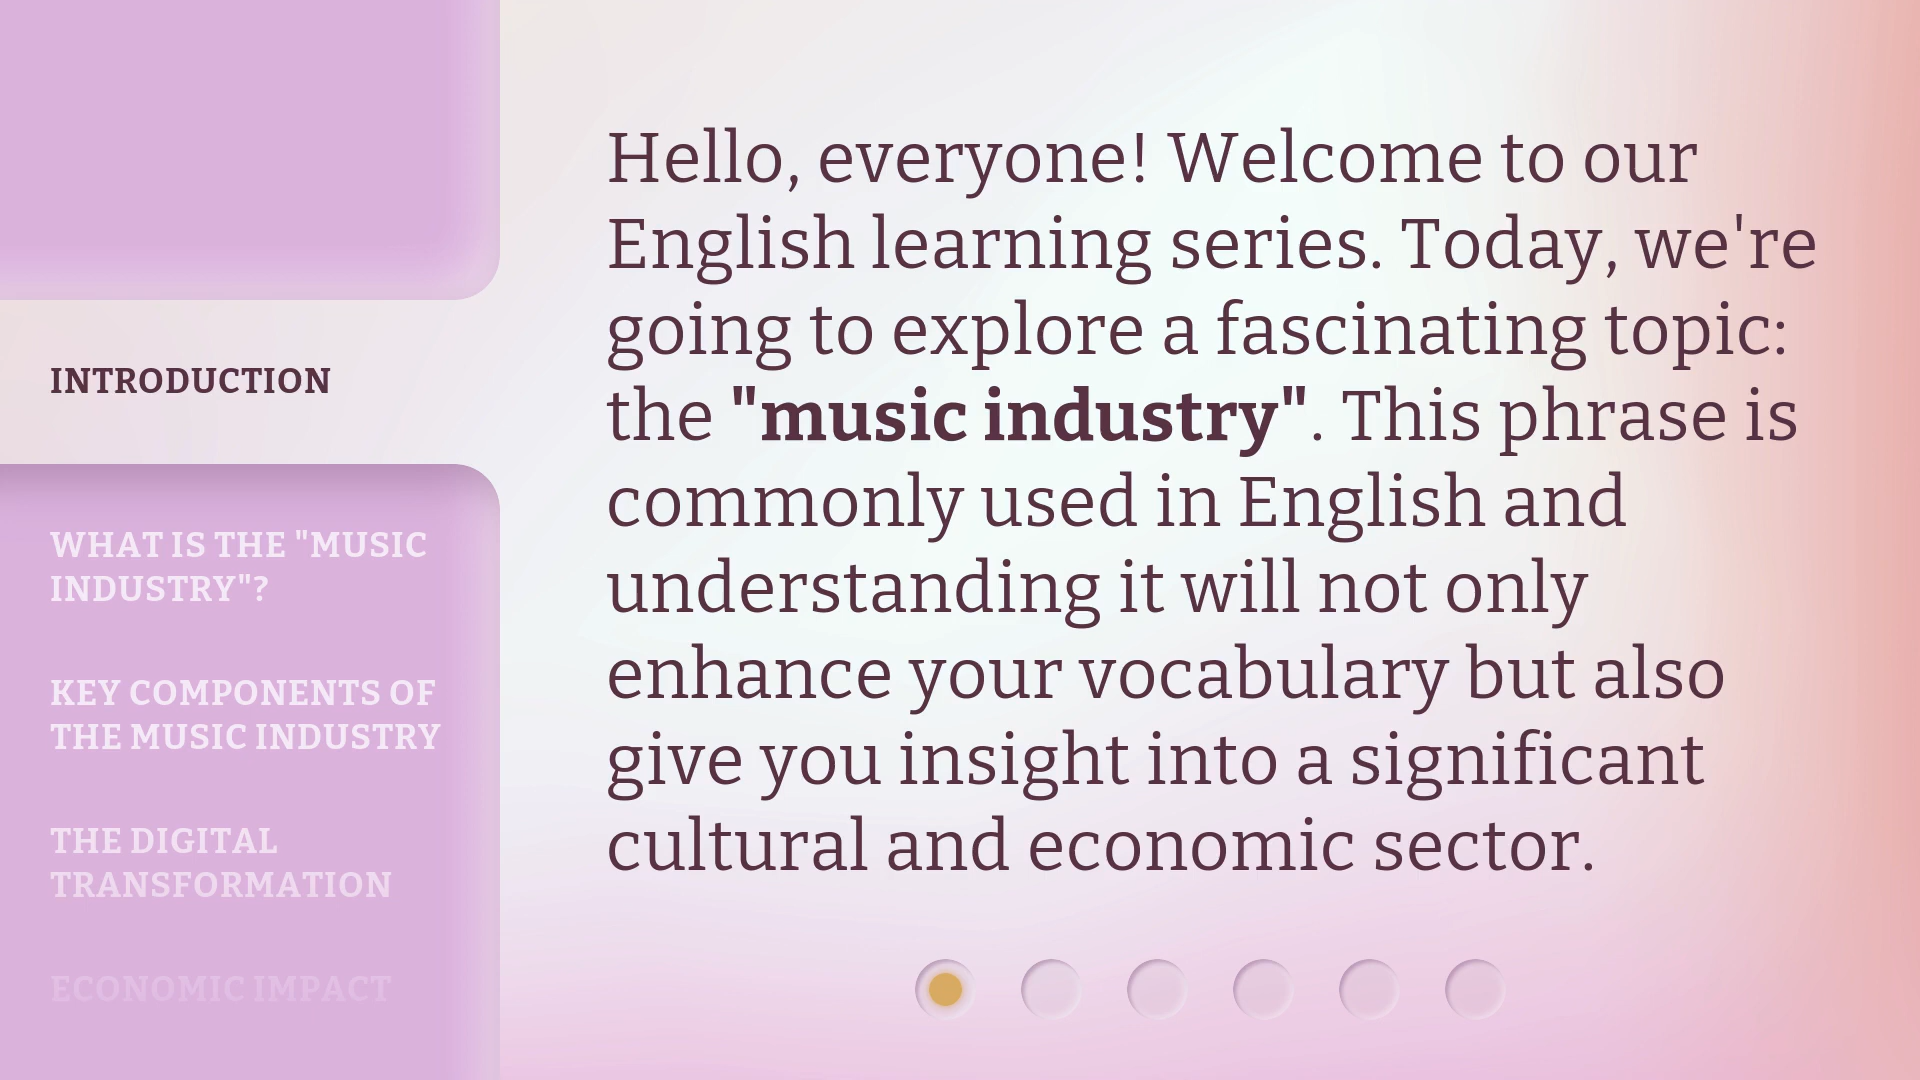 INTRODUCTION
WHAT IS THE "MUSIC
INDUSTRY"?
KEY COMPONENTS OF
THE MUSIC INDUSTRY
THE DIGITAL
TRANSFORMATION
ECONOMIC IMPACT
Hello, everyone! Welcome to our
English learning series. Today, we're
going to explore a fascinating topic:
the "music industry". This phrase is
commonly used in English and
understanding it will not only
enhance your vocabulary but also
give you insight into a significant
cultural and economic sector.